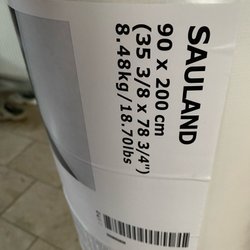 SAULAND
90 x 200 cm
(35 3/8 x 78 3/4")
8.48kg/18.70lbs